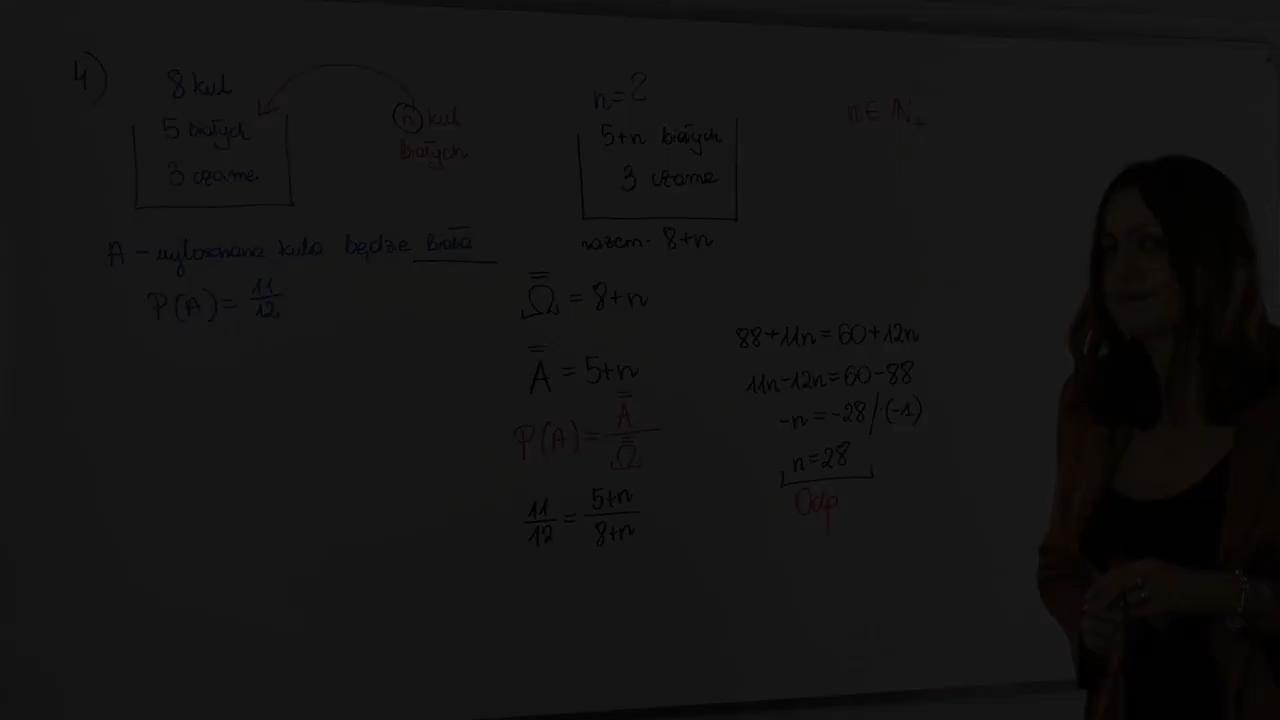 4)
8 kul
5 białych
3 czarne
n kul
białych
n=2
5+n białych
3 czarne
razem. 8+n
n∈N₊
A - wylosowana kula będzie biała
P(A)=11/12
Ω̿ = 8+n
A̿ = 5+n
P(A)=A̿/Ω̿
11/12=5+n/8+n
88+11n=60+12n
11n-12n=60-88
-n=-28/·(-1)
n=28
Odp